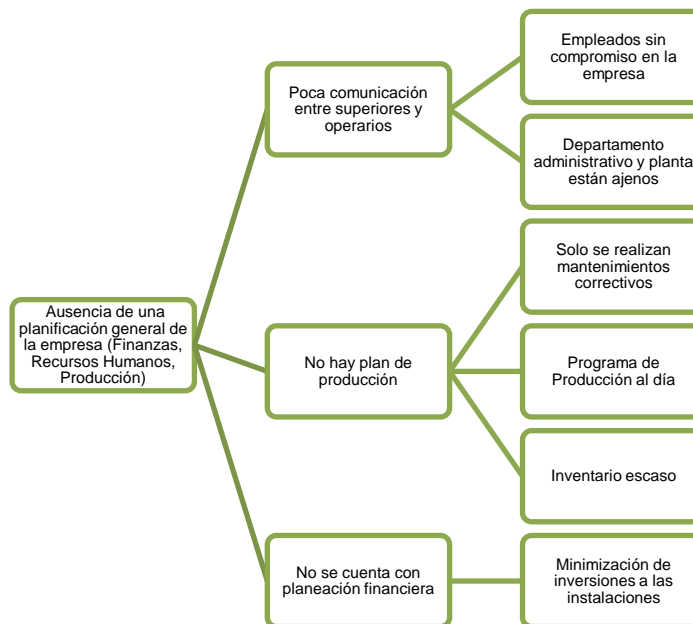 Ausencia de una
planificación general de
la empresa (Finanzas,
Recursos Humanos,
Producción)
Poca comunicación
entre superiores y
operarios
Empleados sin
compromiso en la
empresa
Departamento
administrativo y planta
están ajenos
No hay plan de
producción
Solo se realizan
mantenimientos
correctivos
Programa de
Producción al día
Inventario escaso
No se cuenta con
planeación financiera
Minimización de
inversiones a las
instalaciones